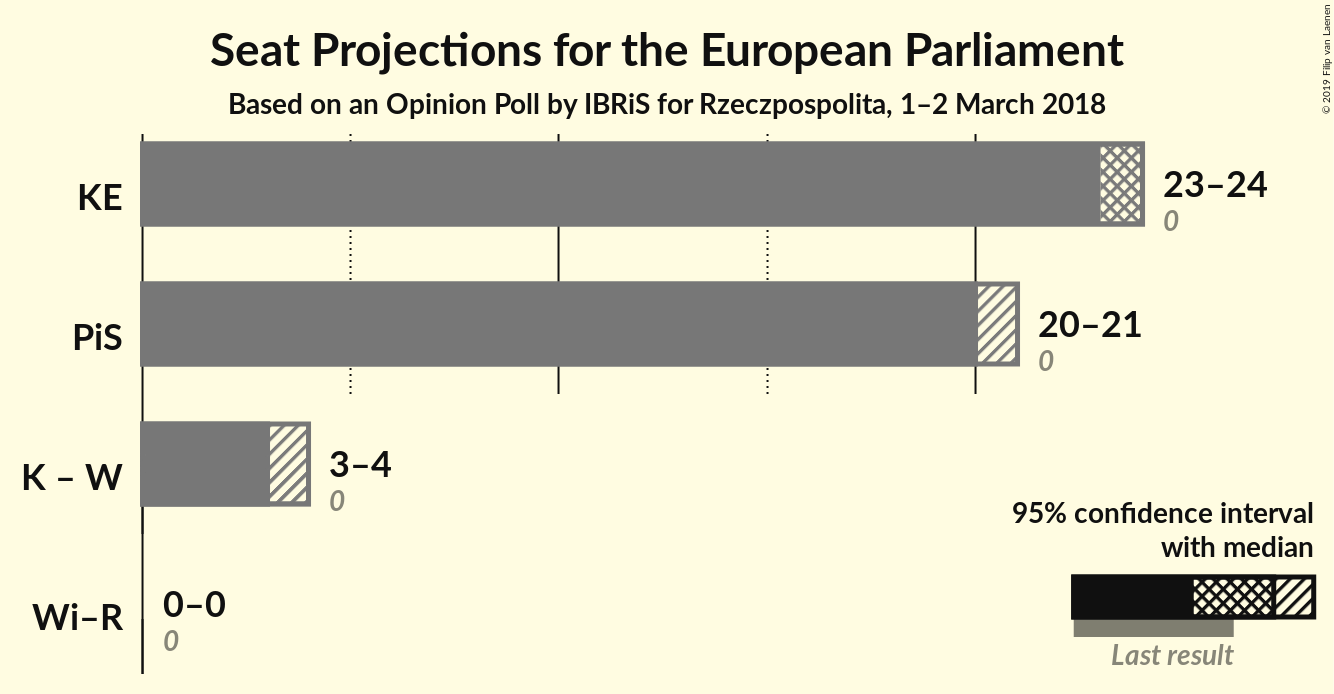 Seat Projections for the European Parliament
Based on an Opinion Poll by IBRiS for Rzeczpospolita, 1–2 March 2018
© 2019 Filip van Laenen
KE
23–24
0
PiS
20–21
0
K – W
3–4
0
Wi–R
0–0
0
95% confidence interval
with median
Last result